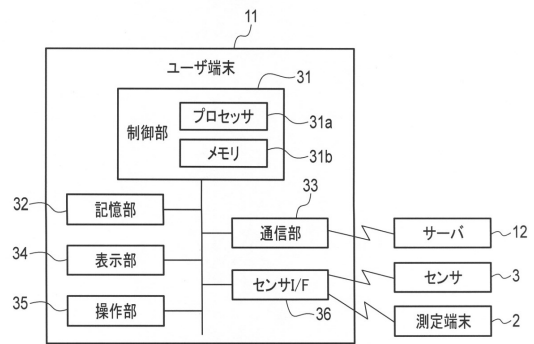 11
ユーザ端末
31
制御部
プロセッサ
31a
メモリ
31b
32
記憶部
33
通信部
サーバ
12
34
表示部
センサI/F
センサ
3
35
操作部
36
測定端末
2